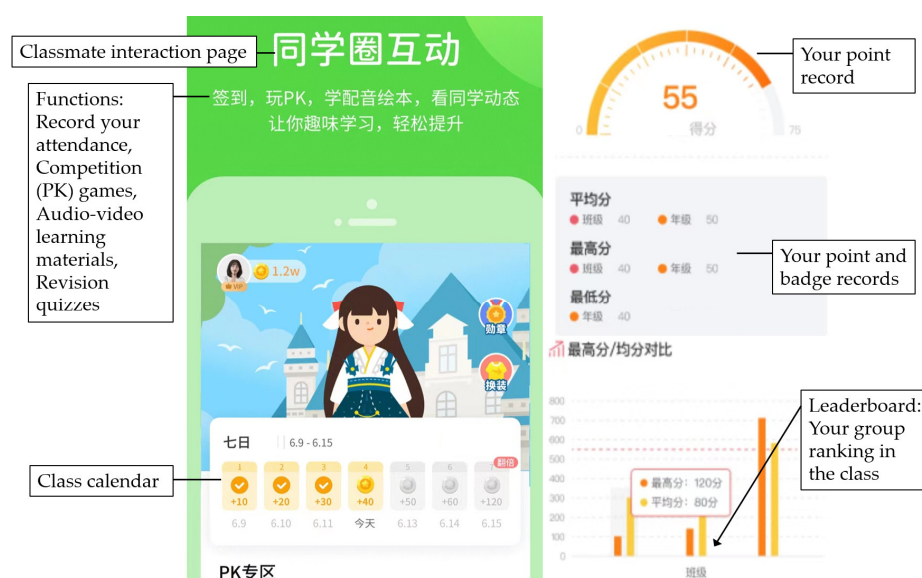 Classmate interaction page
同学圈互动
Functions:
Record your
attendance,
Competition
(PK) games,
Audio-video
learning
materials,
Revision
quizzes
签到，玩PK，学配音绘本，看同学动态
让你趣味学习，轻松提升
1.2w
VIP
勋章
换装
七日
6.9 - 6.15
翻倍
1 2 3 4 5 6
+10 +20 +30 +40 +50 +60 +120
6.9 6.10 6.11 今天 6.13 6.14 6.15
Class calendar
PK专区
55
得分
0 75
Your point
record
平均分
班级 40 年级 50
最高分
班级 40 年级 50
最低分
年级 40
Your point and
badge records
最高分/均分对比
800
700
600
500
400
300
200
100
0
最高分：120分
平均分：80分
班级
Leaderboard:
Your group
ranking in
the class